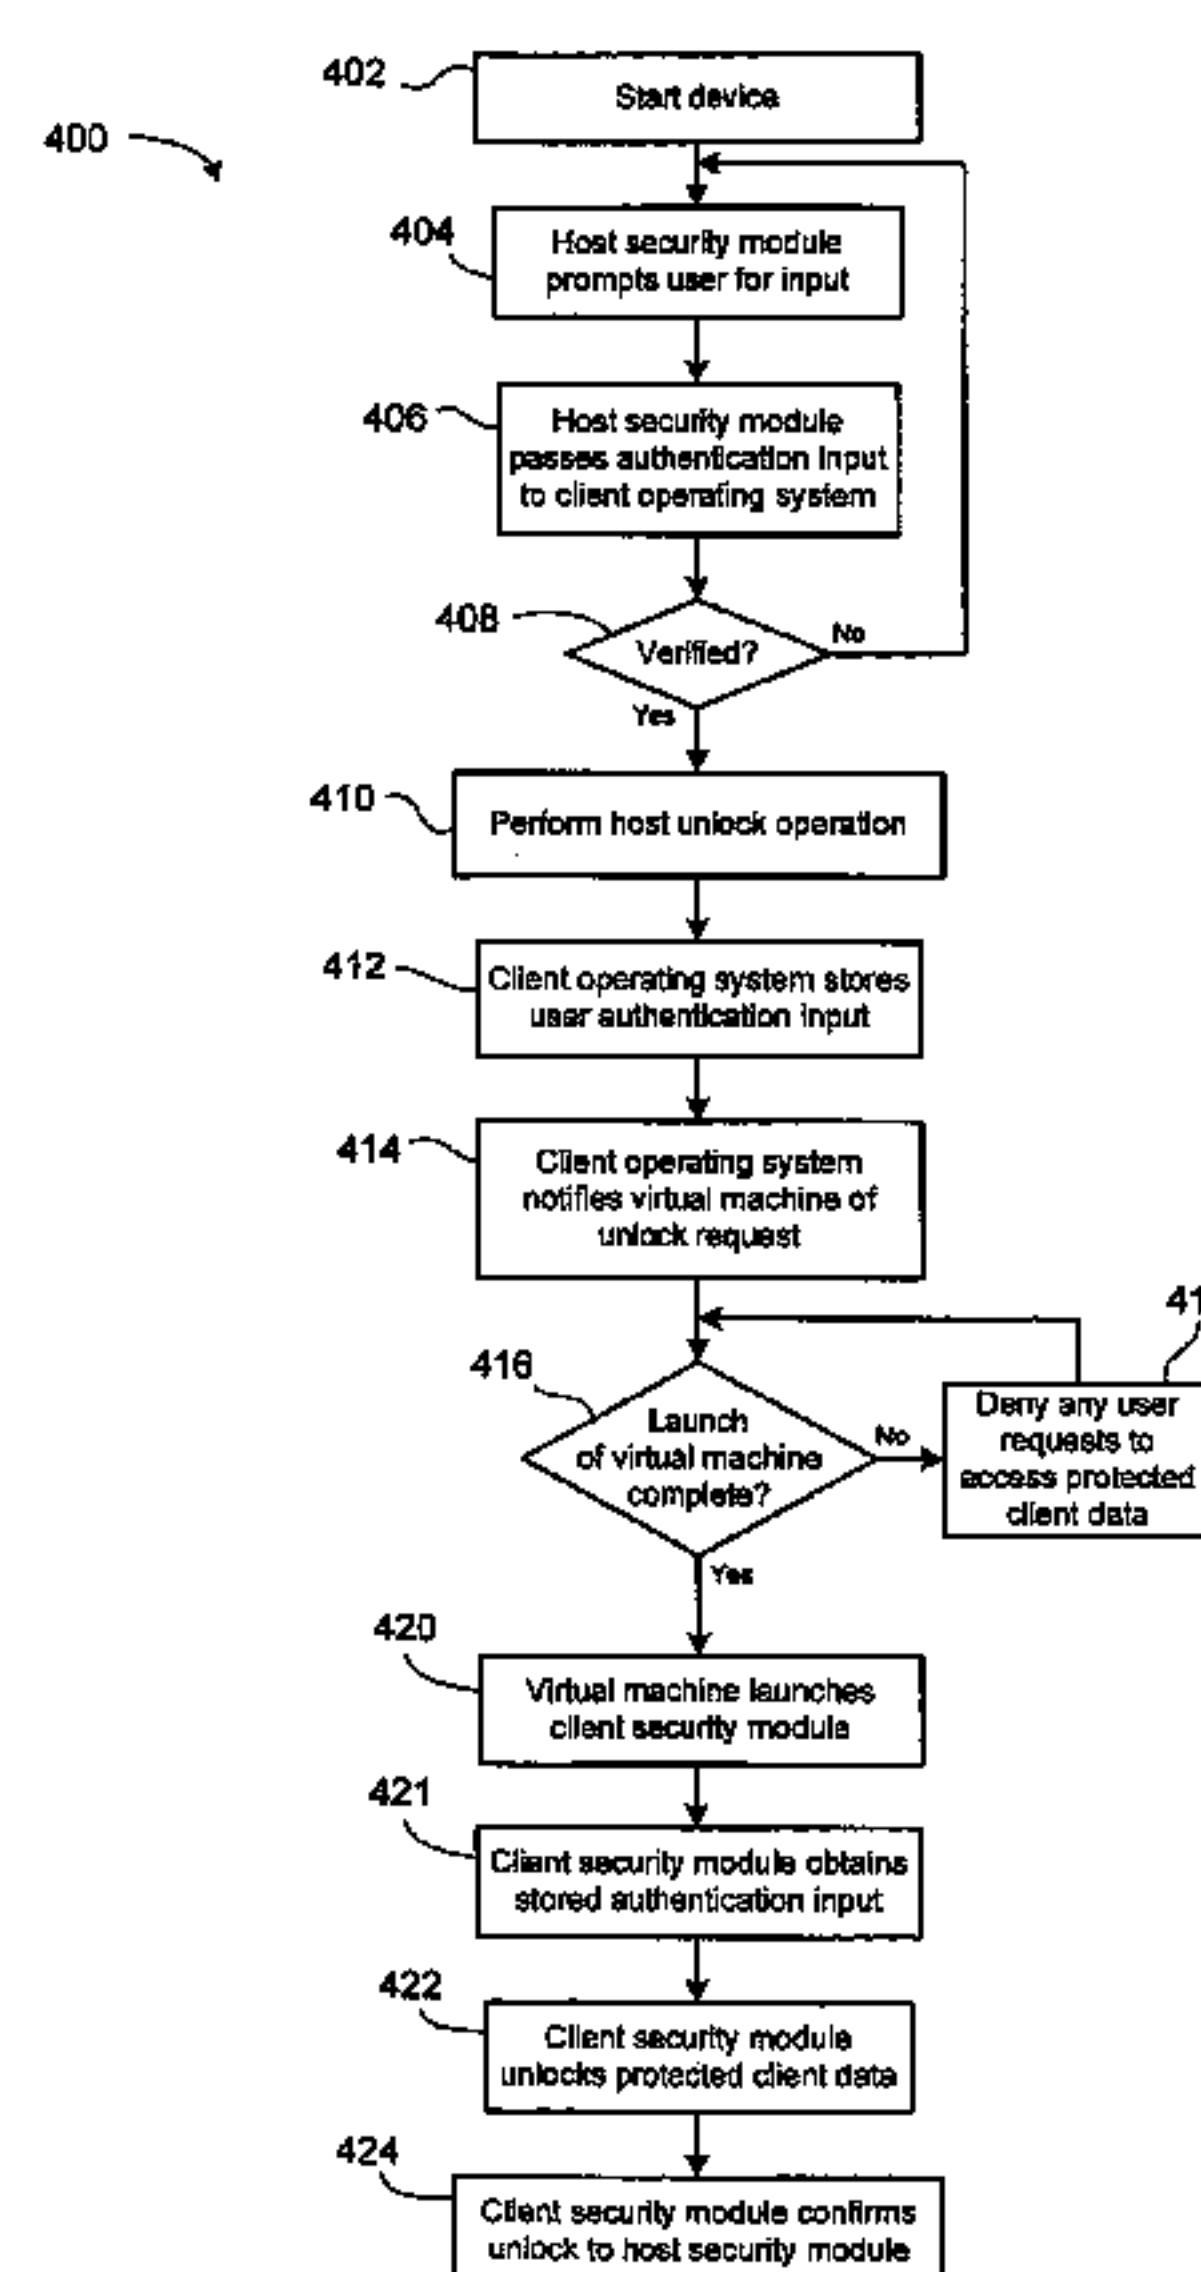 402
Start device
400
404
Host security module
prompts user for input
406
Host security module
passes authentication input
to client operating system
408
Verified?
No
Yes
410
Perform host unlock operation
412
Client operating system stores
user authentication input
414
Client operating system
notifies virtual machine of
unlock request
416
Launch
of virtual machine
complete?
No
Yes
41
Deny any user
requests to
access protected
client data
420
Virtual machine launches
client security module
421
Client security module obtains
stored authentication input
422
Client security module
unlocks protected client data
424
Client security module confirms
unlock to host security module